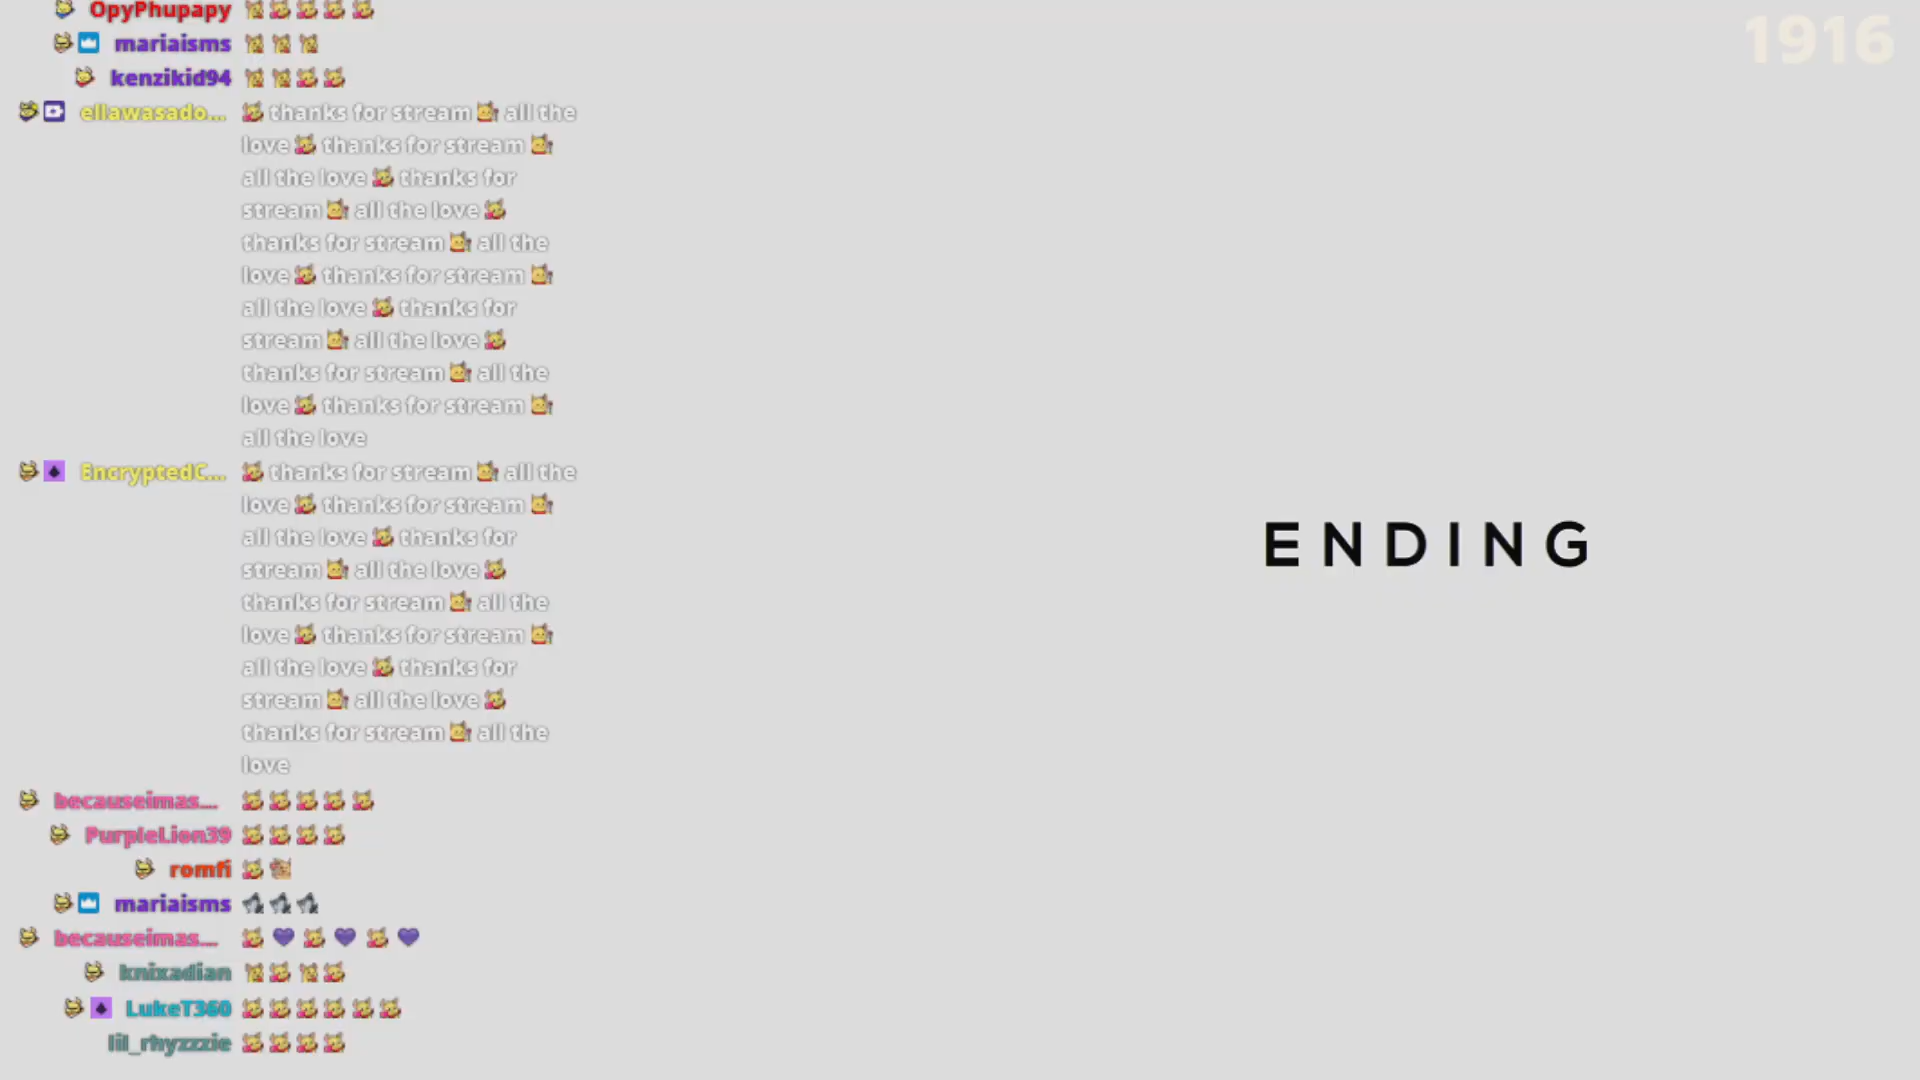 1916
OpyPhupapy
mariaisms
kenzikid94
ellawasado... thanks for stream all the
love thanks for stream
all the love thanks for
stream all the love
thanks for stream all the
love thanks for stream
all the love thanks for
stream all the love
thanks for stream all the
love thanks for stream
all the love
EncryptedC... thanks for stream all the
love thanks for stream
all the love thanks for
stream all the love
thanks for stream all the
love thanks for stream
all the love thanks for
stream all the love
thanks for stream all the
love
becauseimas...
PurpleLion39
romfi
mariaisms
becauseimas...
knixadian
LukeT360
lil_rhyzzzie
ENDING